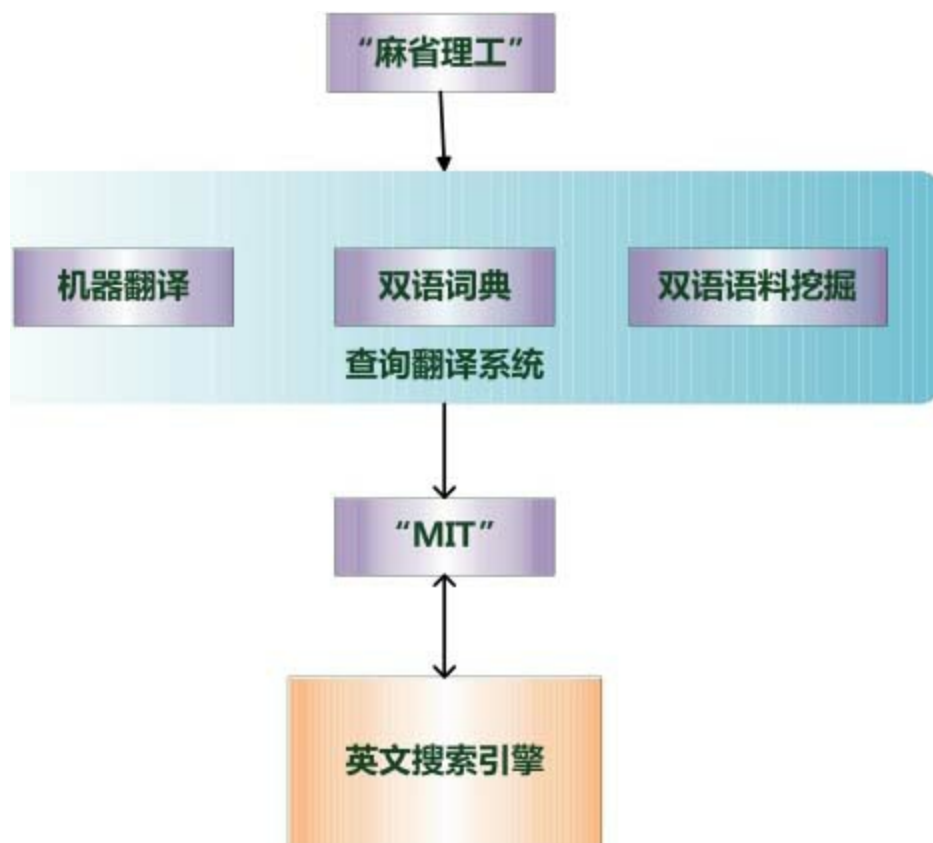 “麻省理工”
机器翻译
双语词典
双语语料挖掘
查询翻译系统
“MIT”
英文搜索引擎